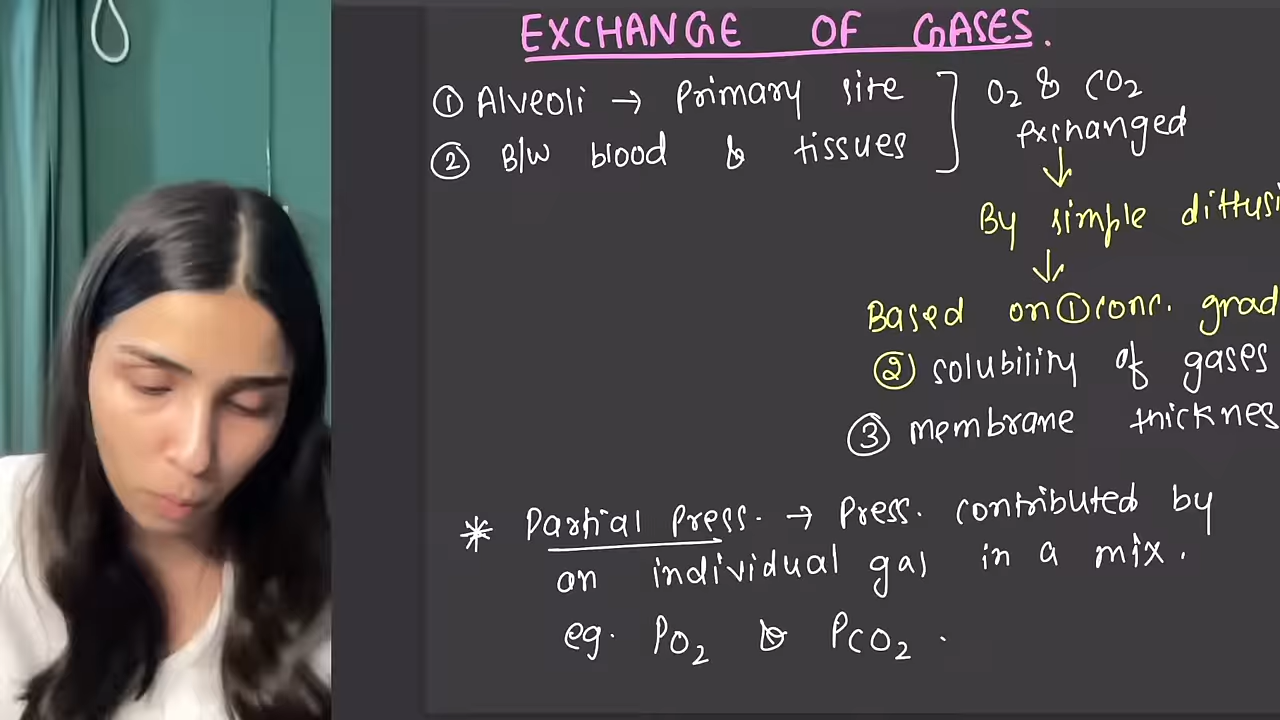 EXCHANGE OF GASES.
① Alveoli → Primary site
② B/W blood & tissues
O₂ & CO₂
exchanged
↓
By simple diffusi
↓
Based on ① conc. grad
② solubility of gases
③ membrane thicknes
* Partial Press. → Press. contributed by
an individual gas in a mix.
eg. PO₂ & PCO₂.